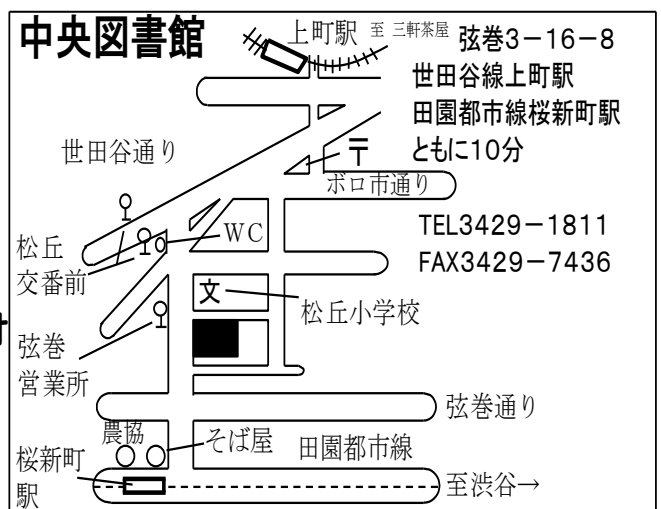 中央図書館
上町駅
至 三軒茶屋
弦巻3－16－8
世田谷線上町駅
田園都市線桜新町駅
ともに10分
TEL3429－1811
FAX3429－7436
世田谷通り
〒
ボロ市通り
WC
松丘
交番前
文
松丘小学校
弦巻
営業所
弦巻通り
農協
そば屋
田園都市線
桜新町
駅
至渋谷→